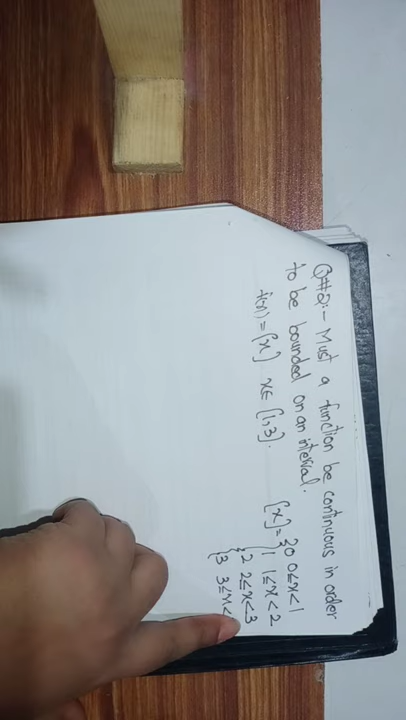 Q#2:- Must a function be continuous in order
to be bounded on an interval.
f(x) = [x] x ∈ [1,3].
[x] = { 0 0≤x<1
1 1≤x<2
2 2≤x<3
3 3≤x<